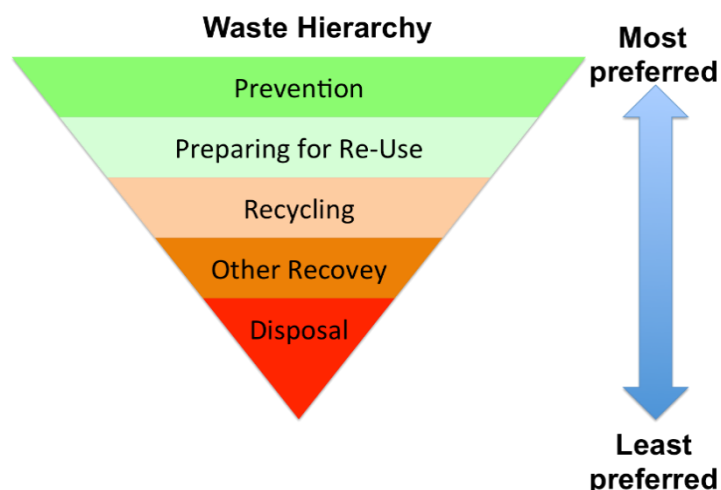 Waste Hierarchy
Most
preferred
Prevention
Preparing for Re-Use
Recycling
Other Recovey
Disposal
Least
preferred